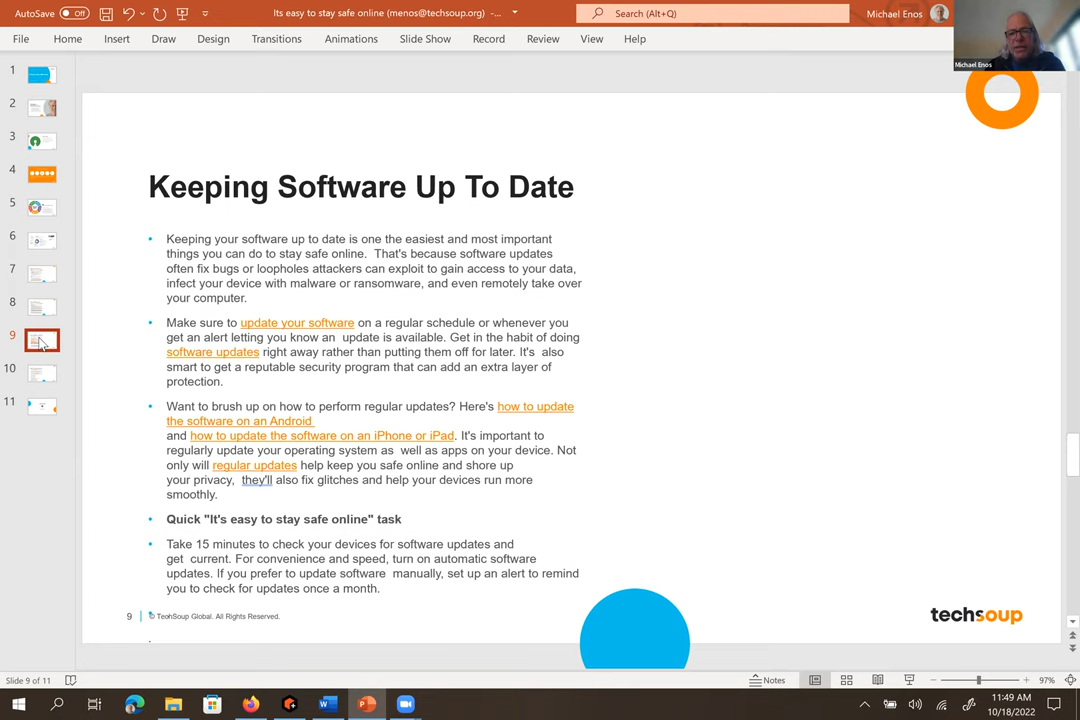 AutoSave Off
Its easy to stay safe online (menos@techsoup.org) -...
Search (Alt+Q)
Michael Enos
File Home Insert Draw Design Transitions Animations Slide Show Record Review View Help
Michael Enos
1
2
3
4
5
6
7
8
9
10
11
Keeping Software Up To Date
• Keeping your software up to date is one the easiest and most important
things you can do to stay safe online. That's because software updates
often fix bugs or loopholes attackers can exploit to gain access to your data,
infect your device with malware or ransomware, and even remotely take over
your computer.
• Make sure to update your software on a regular schedule or whenever you
get an alert letting you know an update is available. Get in the habit of doing
software updates right away rather than putting them off for later. It's also
smart to get a reputable security program that can add an extra layer of
protection.
• Want to brush up on how to perform regular updates? Here's how to update
the software on an Android
and how to update the software on an iPhone or iPad. It's important to
regularly update your operating system as well as apps on your device. Not
only will regular updates help keep you safe online and shore up
your privacy, they'll also fix glitches and help your devices run more
smoothly.
• Quick "It's easy to stay safe online" task
• Take 15 minutes to check your devices for software updates and
get current. For convenience and speed, turn on automatic software
updates. If you prefer to update software manually, set up an alert to remind
you to check for updates once a month.
9 © TechSoup Global. All Rights Reserved.
techsoup
Slide 9 of 11
Notes
97%
11:49 AM
10/18/2022